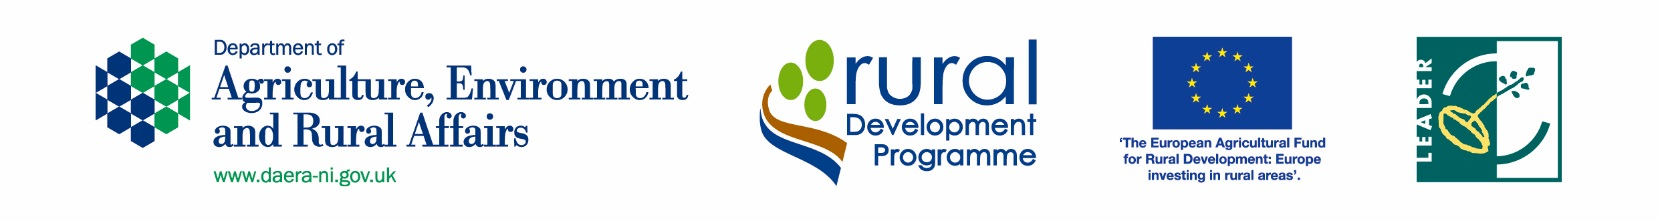 Department of
Agriculture, Environment
and Rural Affairs
www.daera-ni.gov.uk
rural
Development
Programme
‘The European Agricultural Fund
for Rural Development: Europe
investing in rural areas’.
LEADER